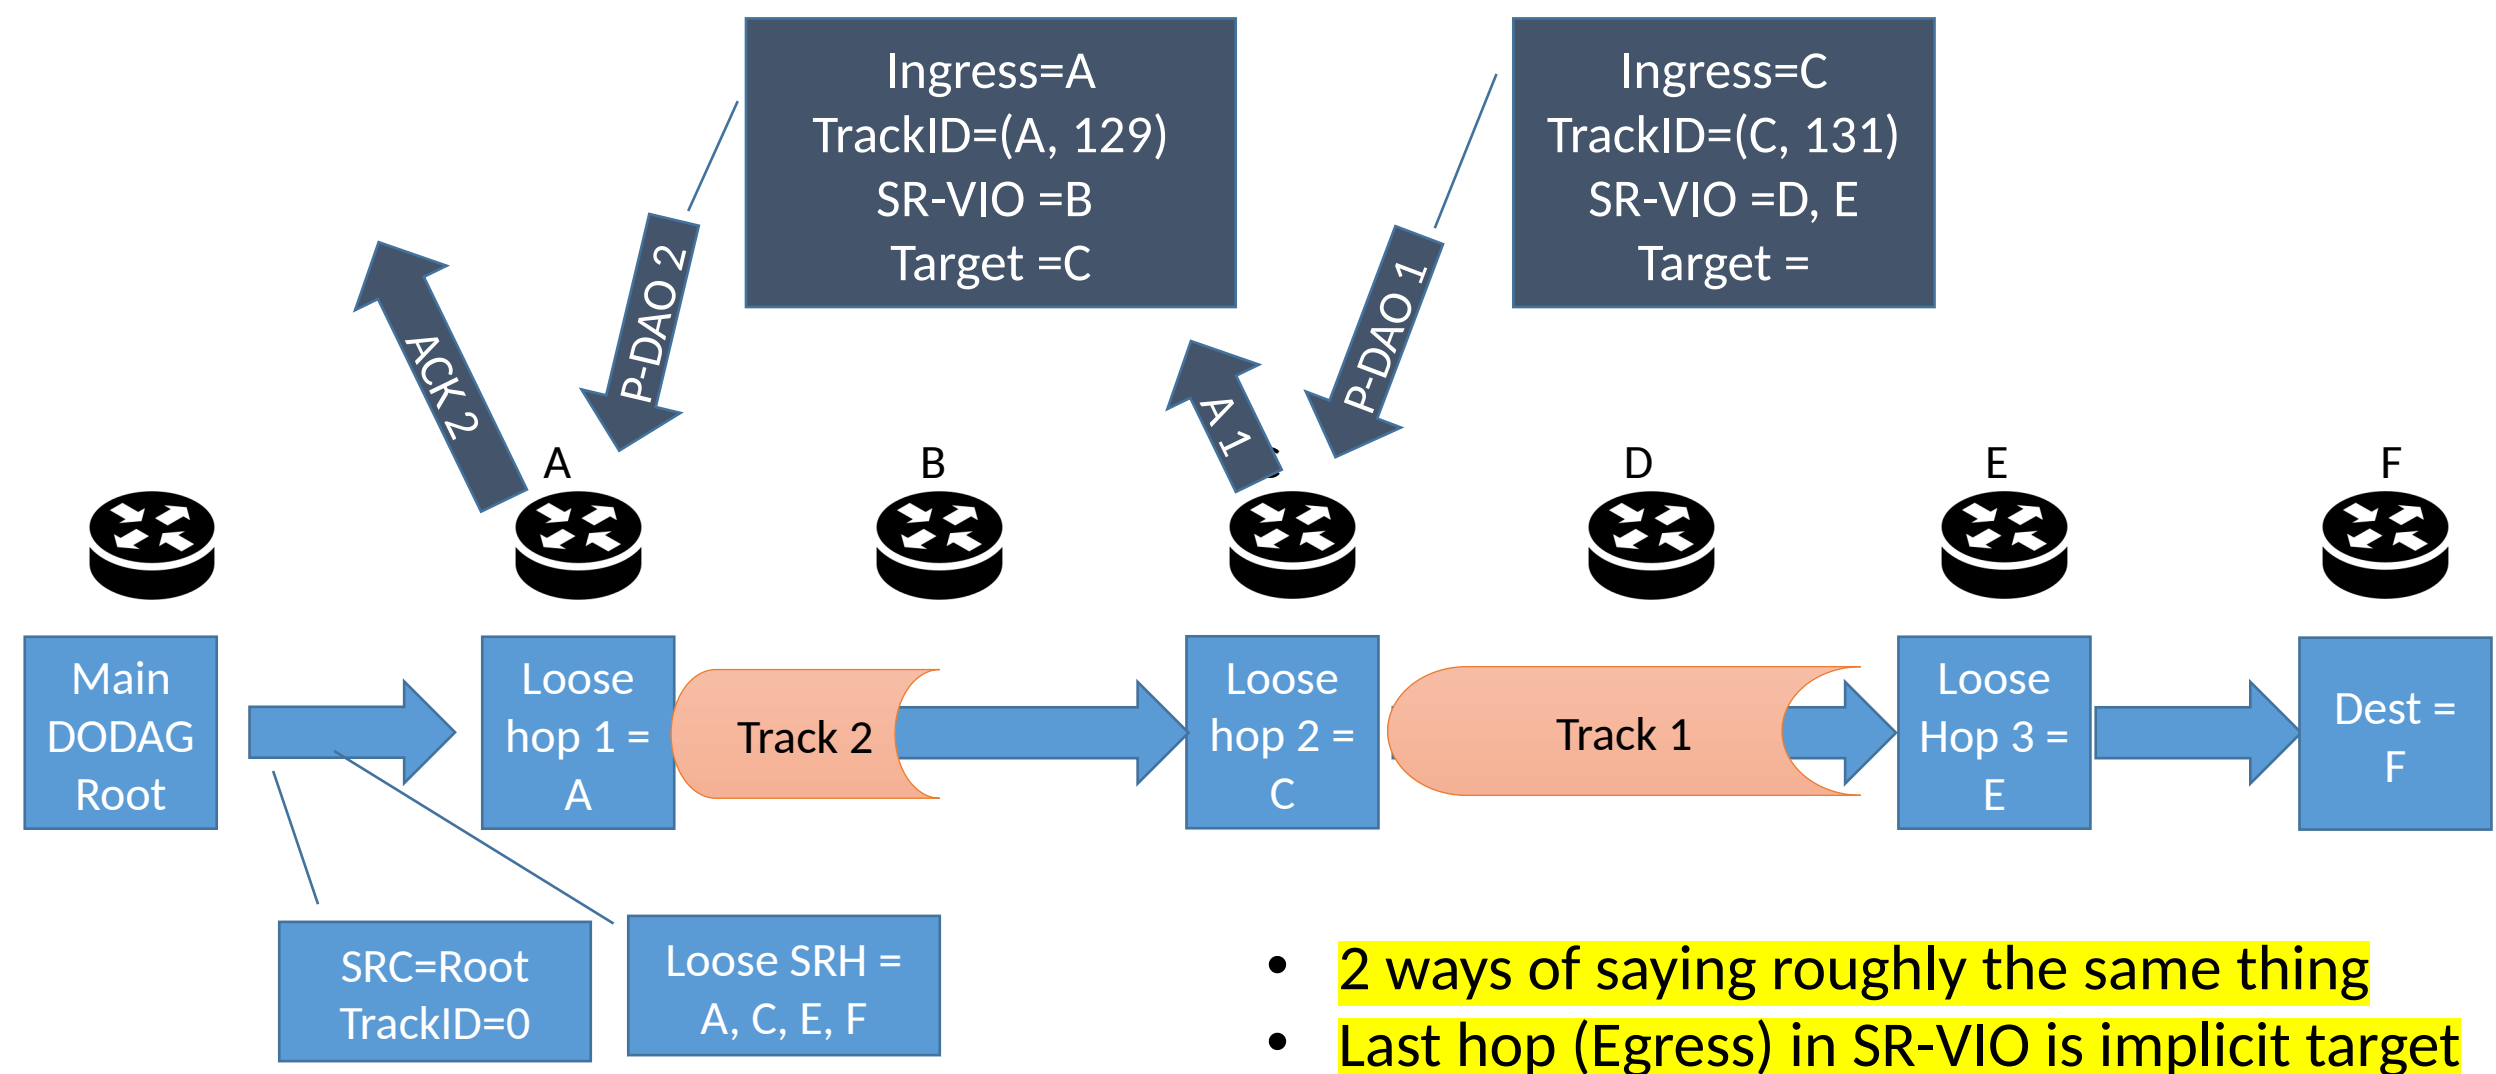 Ingress=A
TrackID=(A, 129)
SR-VIO =B
Target =C
Ingress=C
TrackID=(C, 131)
SR-VIO =D, E
Target =
ACK 2
P-DAO 2
A 1
P-DAO 1
A
B
D
E
F
Main
DODAG
Root
Loose
hop 1 =
A
Track 2
Loose
hop 2 =
C
Track 1
Loose
Hop 3 =
E
Dest =
F
SRC=Root
TrackID=0
Loose SRH =
A, C, E, F
• 2 ways of saying roughly the same thing
• Last hop (Egress) in SR-VIO is implicit target